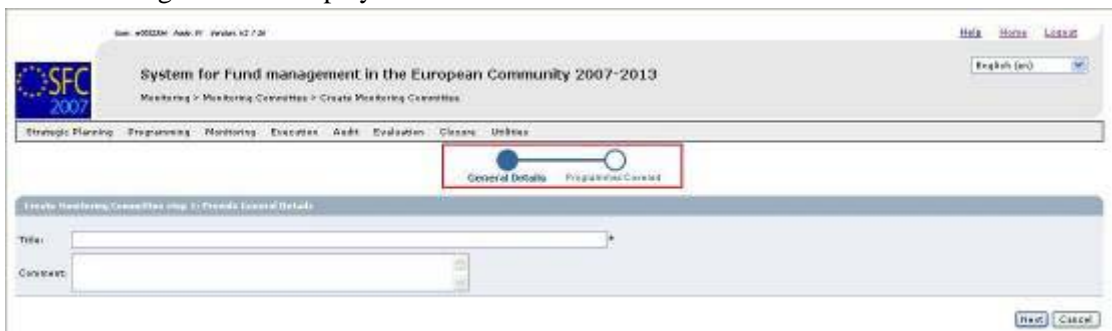 Help Home Logout
SFC
2007
System for Fund management in the European Community 2007-2013
English (en)
Monitoring > Monitoring Committee > Create Monitoring Committee
Strategic Planning Programming Monitoring Execution Audit Evaluation Closure Utilities
General Details Programmes Covered
Create Monitoring Committee step 1: Provide General Details
Title: *
Comment:
Next Cancel